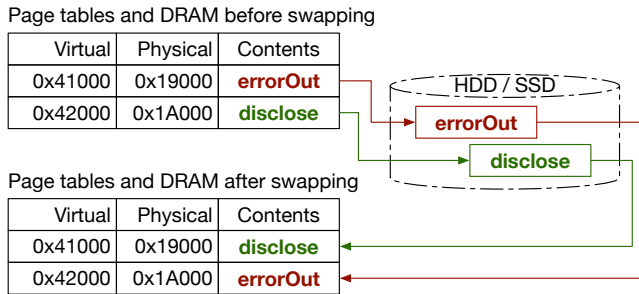 Page tables and DRAM before swapping
Virtual Physical Contents
0x41000 0x19000 errorOut
0x42000 0x1A000 disclose
HDD / SSD
errorOut
disclose
Page tables and DRAM after swapping
Virtual Physical Contents
0x41000 0x19000 disclose
0x42000 0x1A000 errorOut